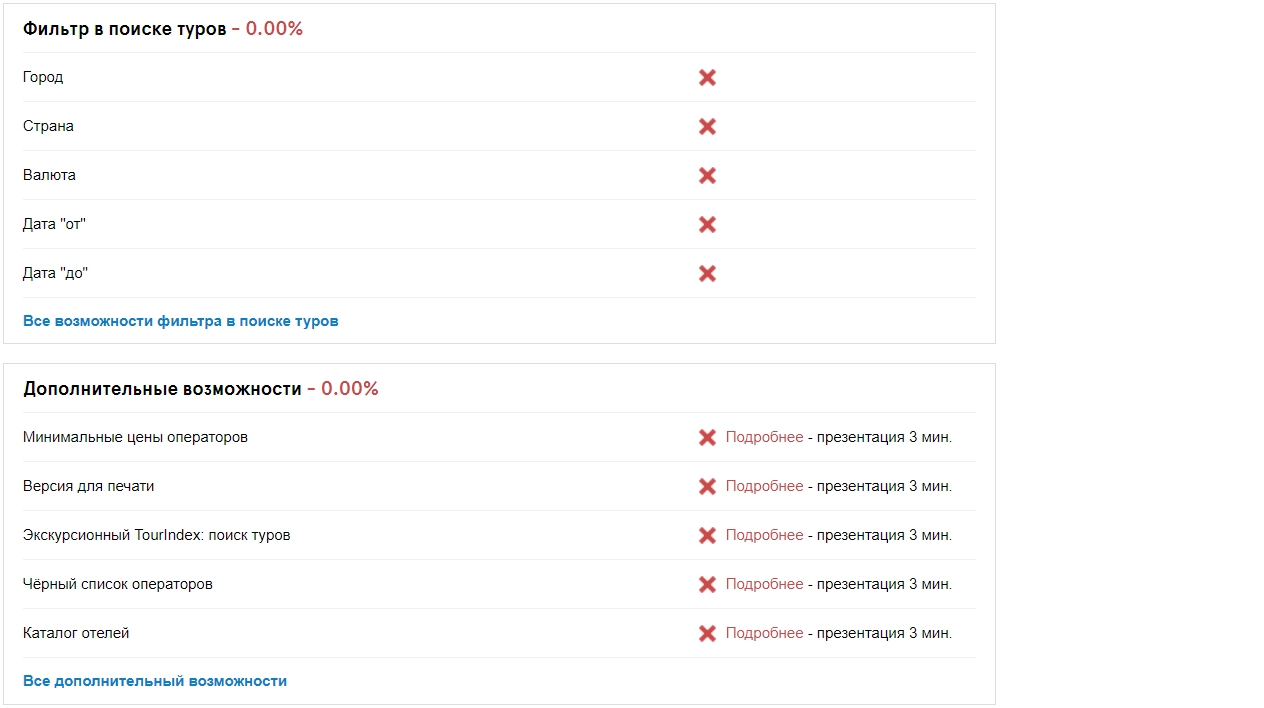 Фильтр в поиске туров - 0.00%
Город
Страна
Валюта
Дата "от"
Дата "до"
Все возможности фильтра в поиске туров
Дополнительные возможности - 0.00%
Минимальные цены операторов Подробнее - презентация 3 мин.
Версия для печати Подробнее - презентация 3 мин.
Экскурсионный TourIndex: поиск туров Подробнее - презентация 3 мин.
Чёрный список операторов Подробнее - презентация 3 мин.
Каталог отелей Подробнее - презентация 3 мин.
Все дополнительный возможности